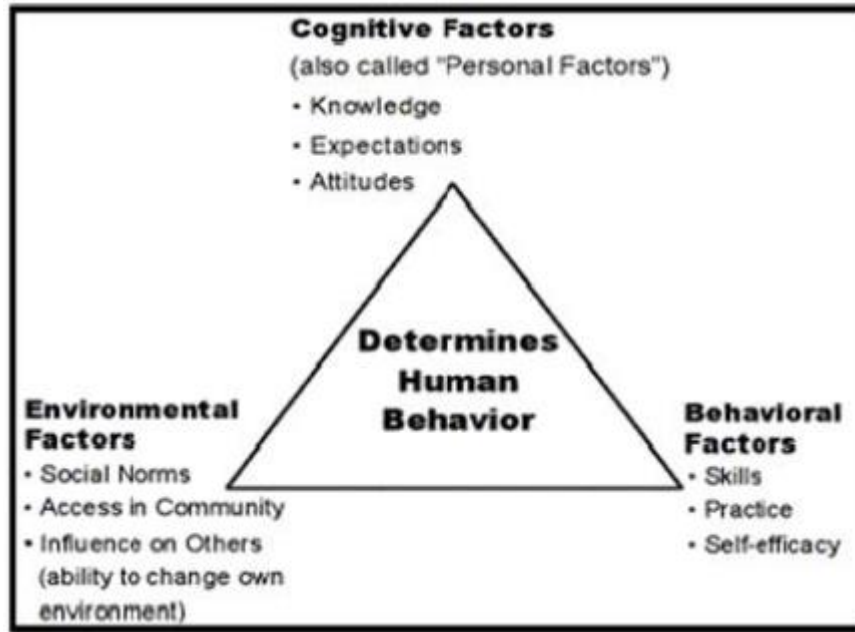 Cognitive Factors
(also called "Personal Factors")
• Knowledge
• Expectations
• Attitudes
Determines
Human
Behavior
Environmental
Factors
• Social Norms
• Access in Community
• Influence on Others
(ability to change own
environment)
Behavioral
Factors
• Skills
• Practice
• Self-efficacy